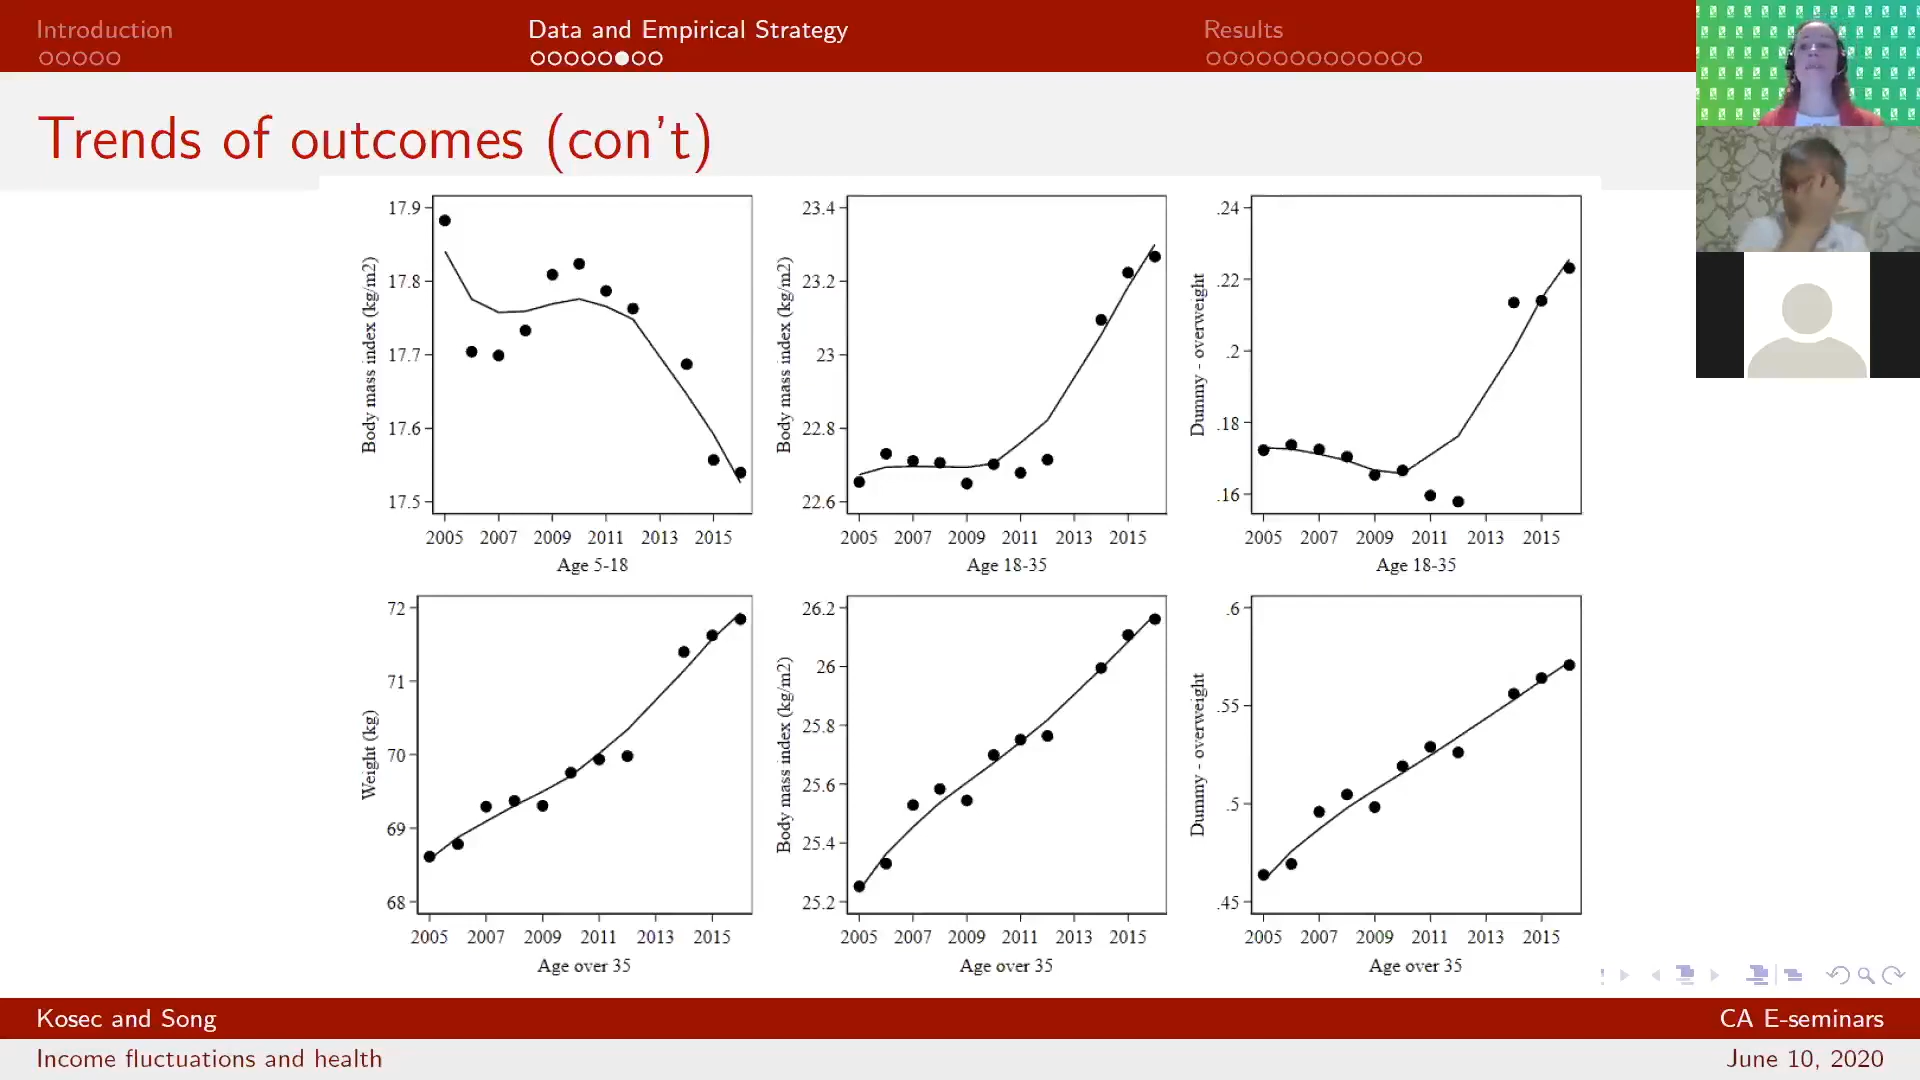 Introduction
Data and Empirical Strategy
Results
Trends of outcomes (con't)
17.9
17.8
17.7
17.6
17.5
Body mass index (kg/m2)
2005 2007 2009 2011 2013 2015
Age 5-18
23.4
23.2
23
22.8
22.6
Body mass index (kg/m2)
2005 2007 2009 2011 2013 2015
Age 18-35
.24
.22
.2
.18
.16
Dummy - overweight
2005 2007 2009 2011 2013 2015
Age 18-35
72
71
70
69
68
Weight (kg)
2005 2007 2009 2011 2013 2015
Age over 35
26.2
26
25.8
25.6
25.4
25.2
Body mass index (kg/m2)
2005 2007 2009 2011 2013 2015
Age over 35
.6
.55
.5
.45
Dummy - overweight
2005 2007 2009 2011 2013 2015
Age over 35
Kosec and Song
CA E-seminars
Income fluctuations and health
June 10, 2020